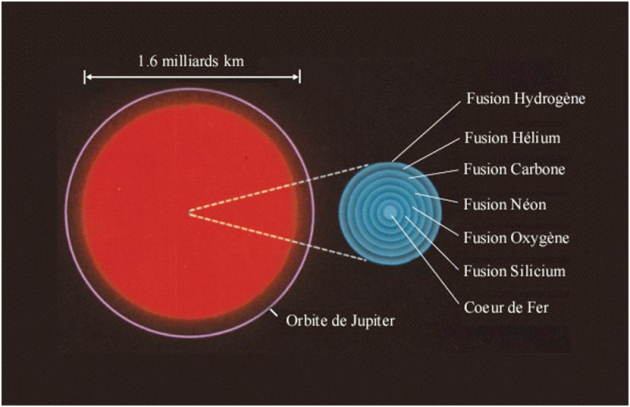 1.6 milliards km
Fusion Hydrogène
Fusion Hélium
Fusion Carbone
Fusion Néon
Fusion Oxygène
Fusion Silicium
Coeur de Fer
Orbite de Jupiter